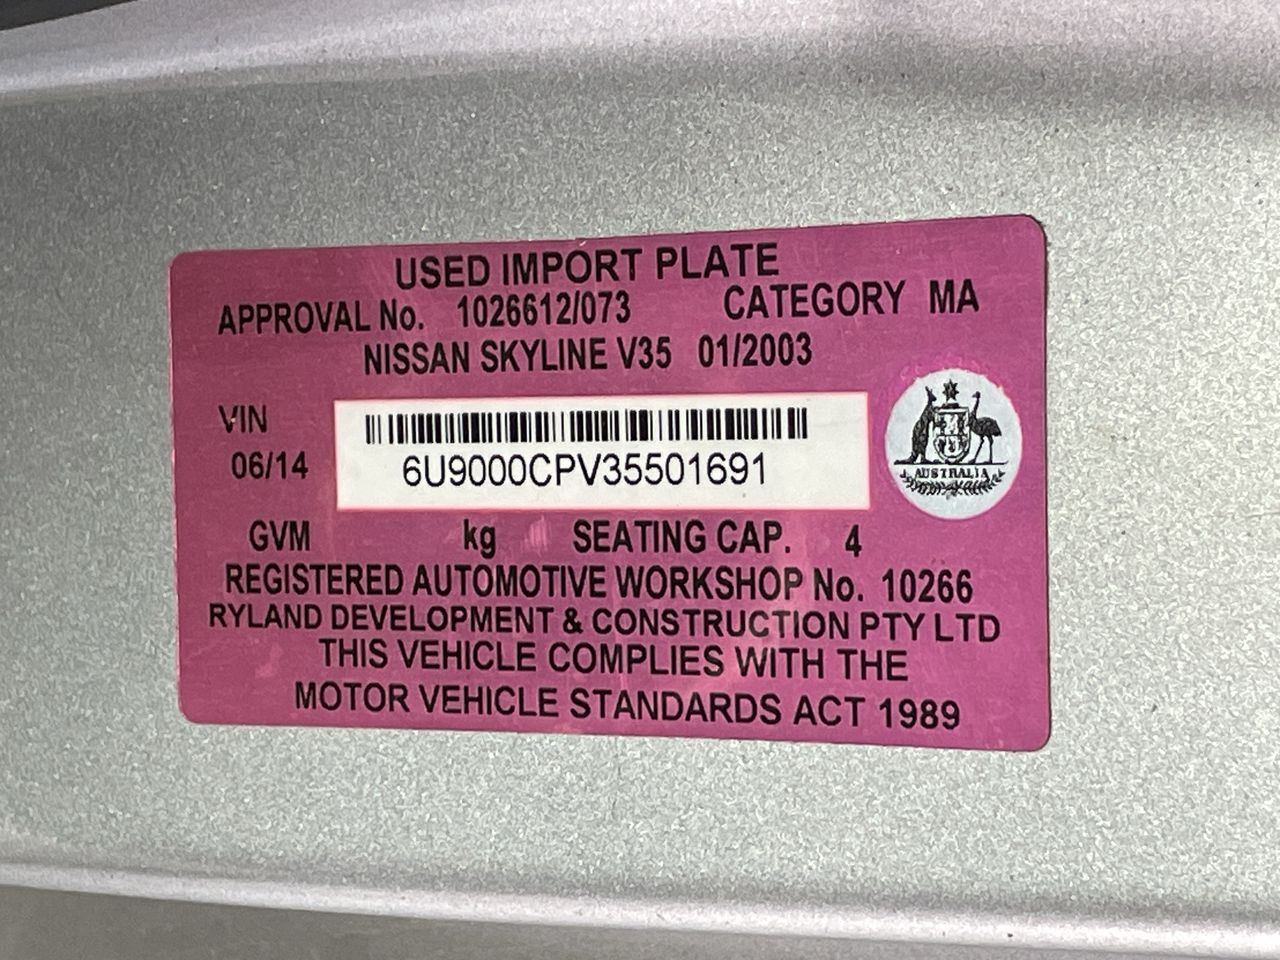 USED IMPORT PLATE
APPROVAL No. 1026612/073 CATEGORY MA
NISSAN SKYLINE V35 01/2003
VIN
06/14
6U9000CPV35501691
AUSTRALIA
GVM kg SEATING CAP. 4
REGISTERED AUTOMOTIVE WORKSHOP No. 10266
RYLAND DEVELOPMENT & CONSTRUCTION PTY LTD
THIS VEHICLE COMPLIES WITH THE
MOTOR VEHICLE STANDARDS ACT 1989